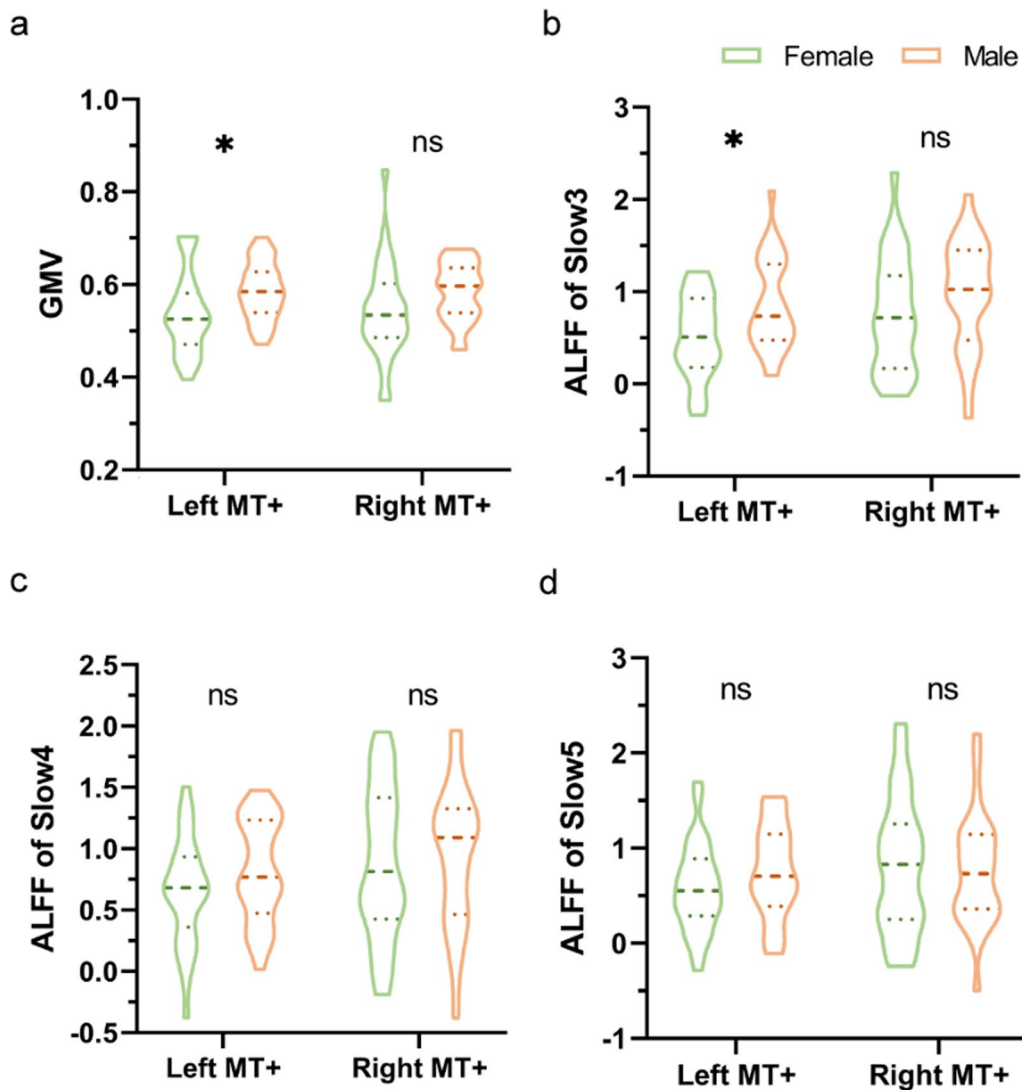 a
b
Female Male
1.0
0.8
0.6
0.4
0.2
GMV
* ns
Left MT+ Right MT+
3
2
1
0
-1
ALFF of Slow3
* ns
Left MT+ Right MT+
c
d
2.5
2.0
1.5
1.0
0.5
0.0
-0.5
ALFF of Slow4
ns ns
Left MT+ Right MT+
3
2
1
0
-1
ALFF of Slow5
ns ns
Left MT+ Right MT+